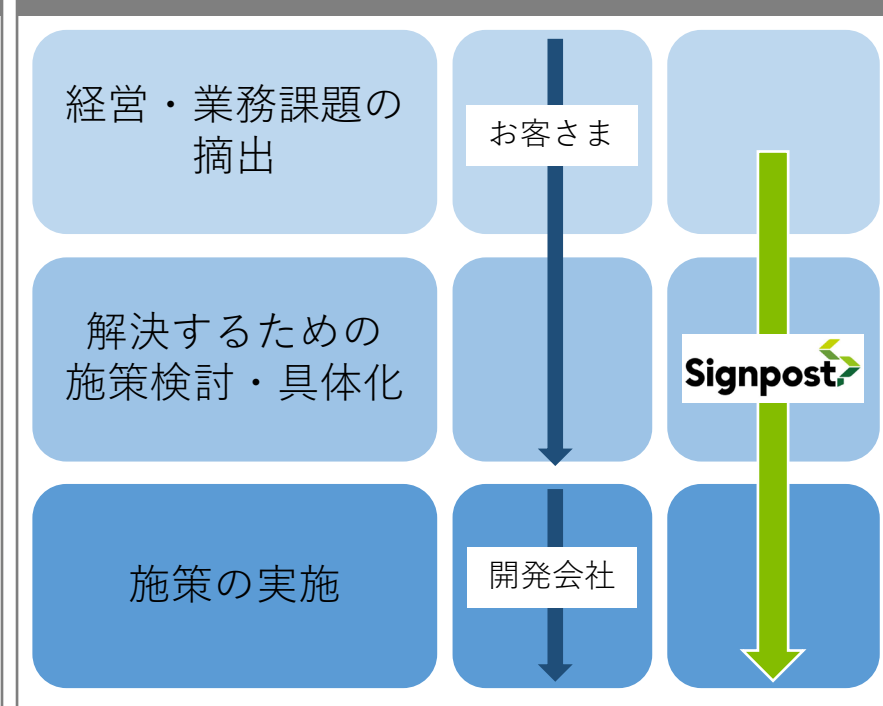 経営・業務課題の
摘出
お客さま
解決するための
施策検討・具体化
Signpost
施策の実施
開発会社